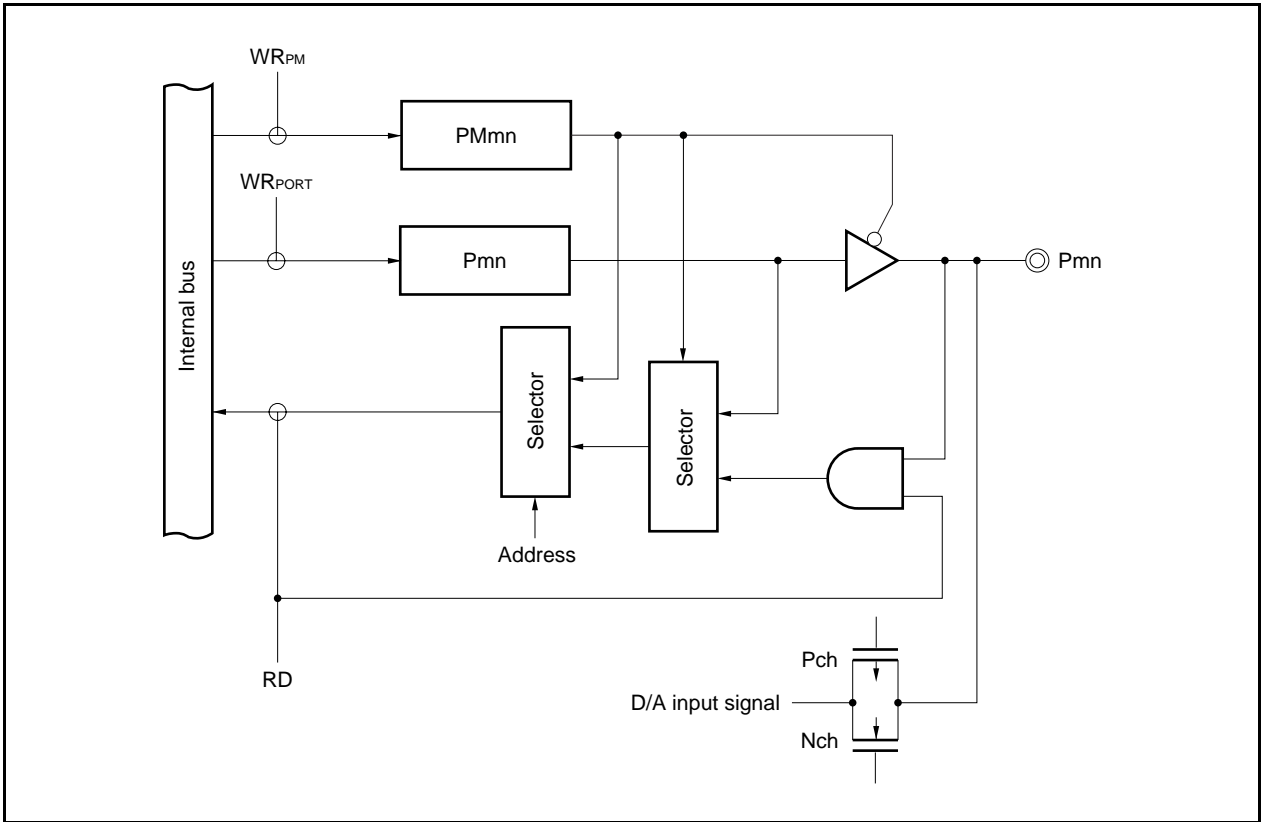 WRPM
PMmn
WRPORT
Pmn
Pmn
Internal bus
Selector
Selector
Address
RD
Pch
D/A input signal
Nch